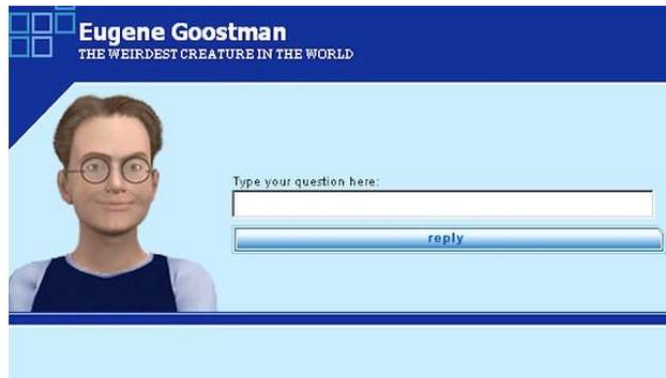 Eugene Goostman
THE WEIRDEST CREATURE IN THE WORLD
Type your question here:
reply